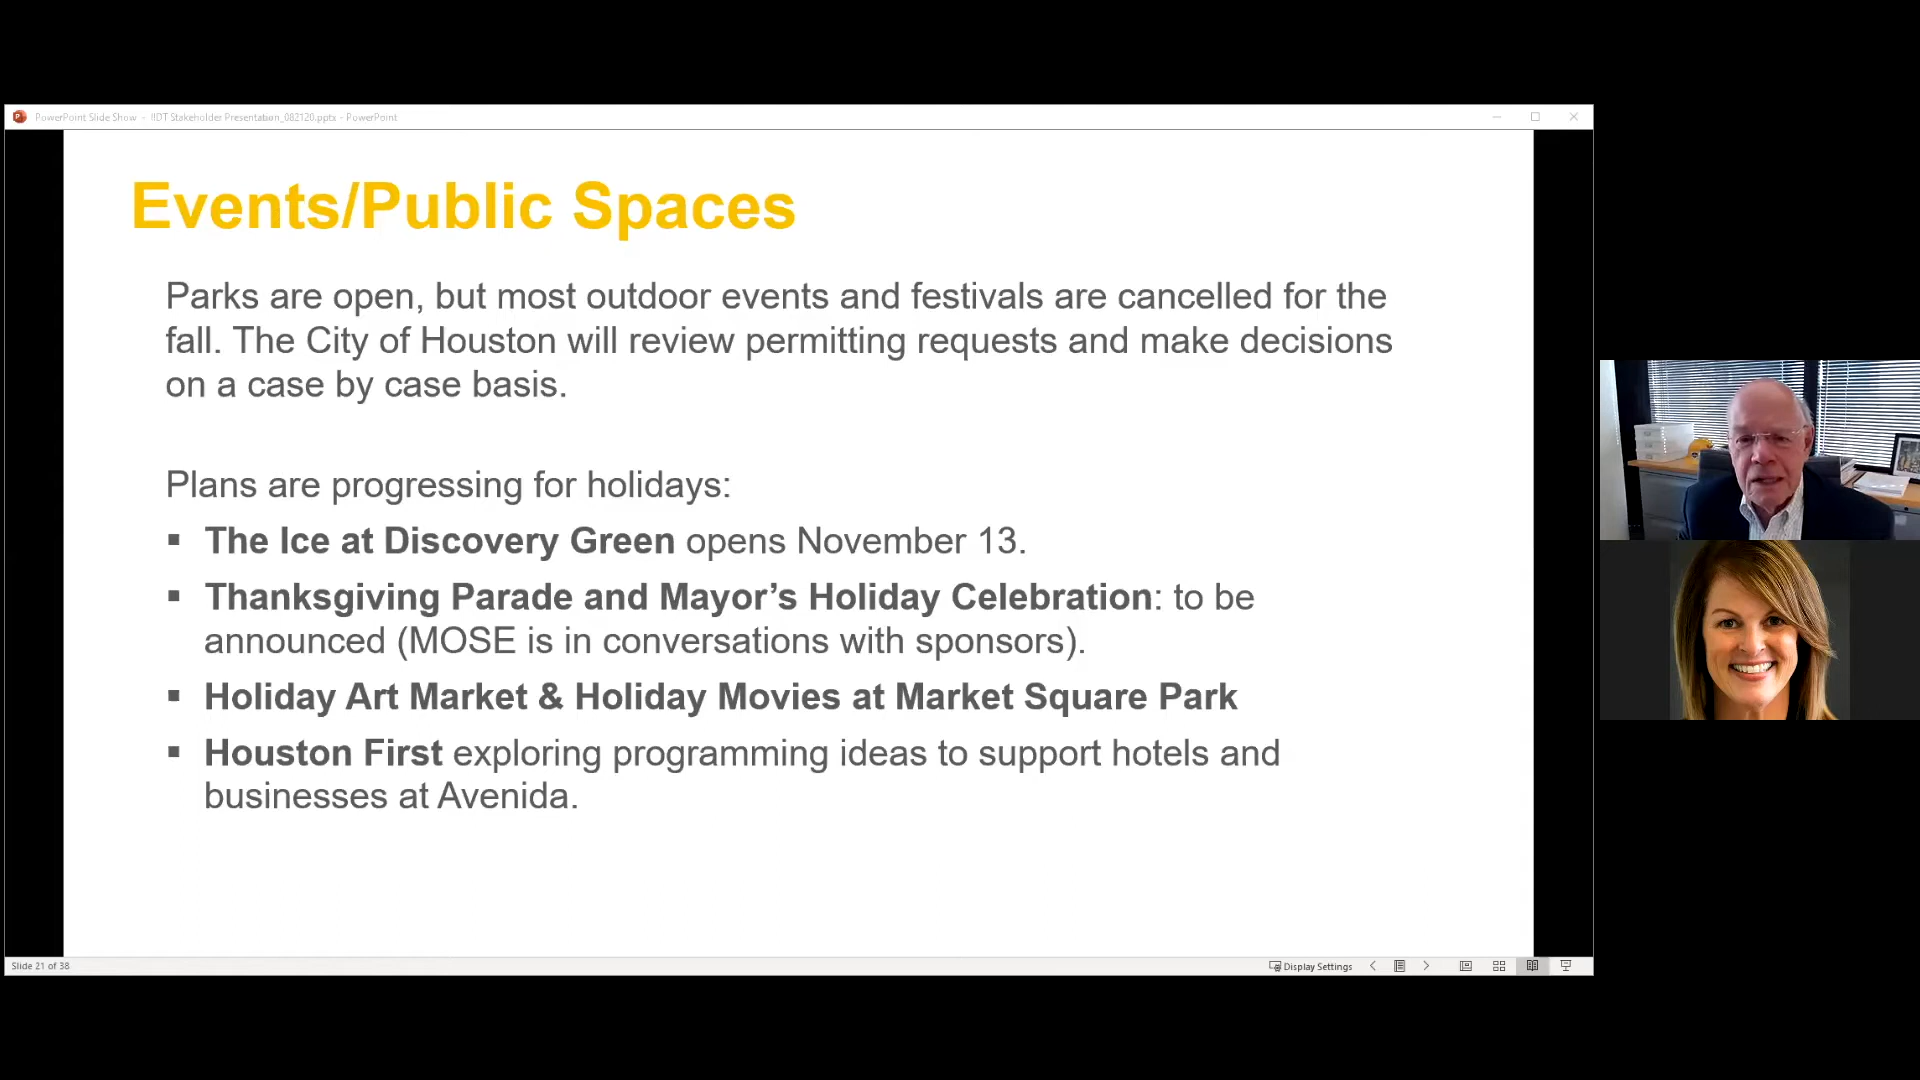 PowerPoint Slide Show - !!DT Stakeholder Presentation_082120.pptx - PowerPoint
Events/Public Spaces
Parks are open, but most outdoor events and festivals are cancelled for the
fall. The City of Houston will review permitting requests and make decisions
on a case by case basis.
Plans are progressing for holidays:
▪ The Ice at Discovery Green opens November 13.
▪ Thanksgiving Parade and Mayor’s Holiday Celebration: to be
announced (MOSE is in conversations with sponsors).
▪ Holiday Art Market & Holiday Movies at Market Square Park
▪ Houston First exploring programming ideas to support hotels and
businesses at Avenida.
Slide 21 of 38
Display Settings